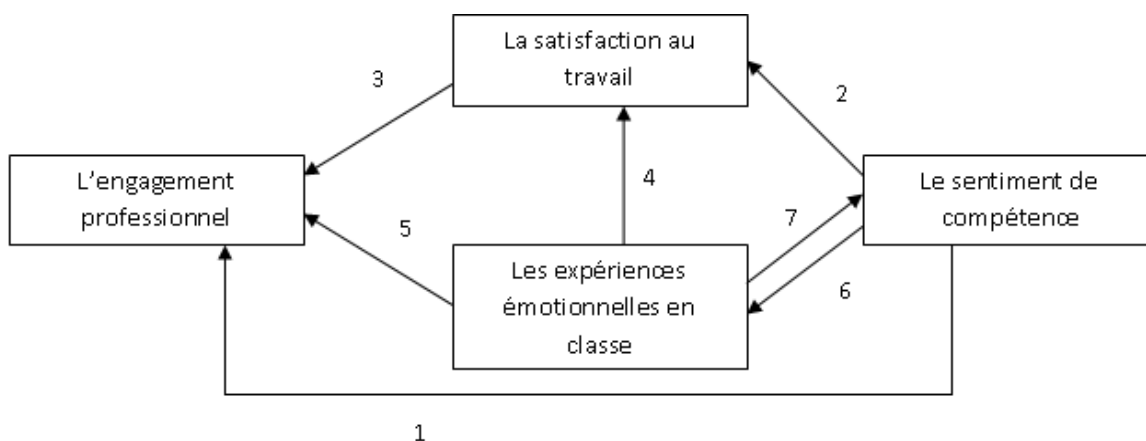 La satisfaction au
travail
3
2
L'engagement
professionnel
4
Le sentiment de
compétence
5
7
Les expériences
émotionnelles en
classe
6
1